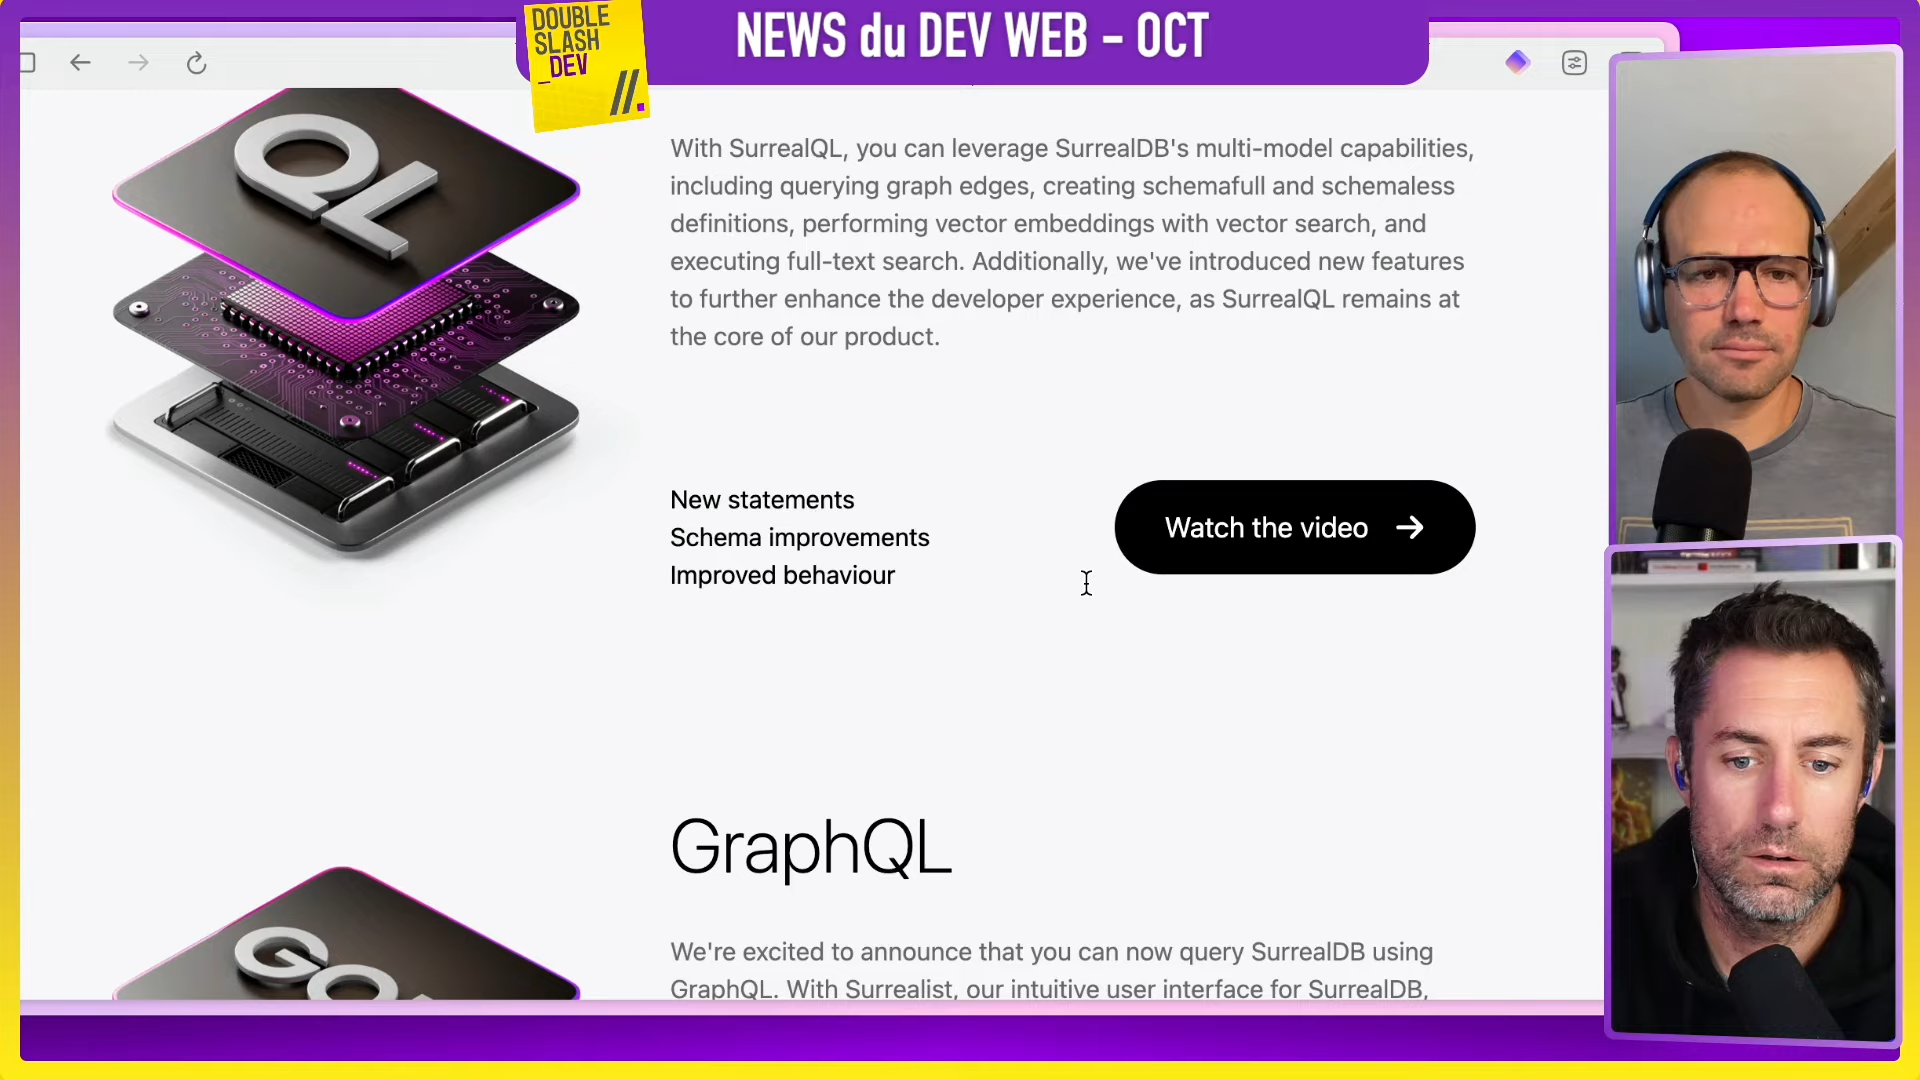 DOUBLE
SLASH
_DEV
//.
NEWS du DEV WEB - OCT
QL
With SurrealQL, you can leverage SurrealDB's multi-model capabilities,
including querying graph edges, creating schemafull and schemaless
definitions, performing vector embeddings with vector search, and
executing full-text search. Additionally, we've introduced new features
to further enhance the developer experience, as SurrealQL remains at
the core of our product.
New statements
Schema improvements
Improved behaviour
Watch the video →
GraphQL
We're excited to announce that you can now query SurrealDB using
GraphQL. With Surrealist, our intuitive user interface for SurrealDB,